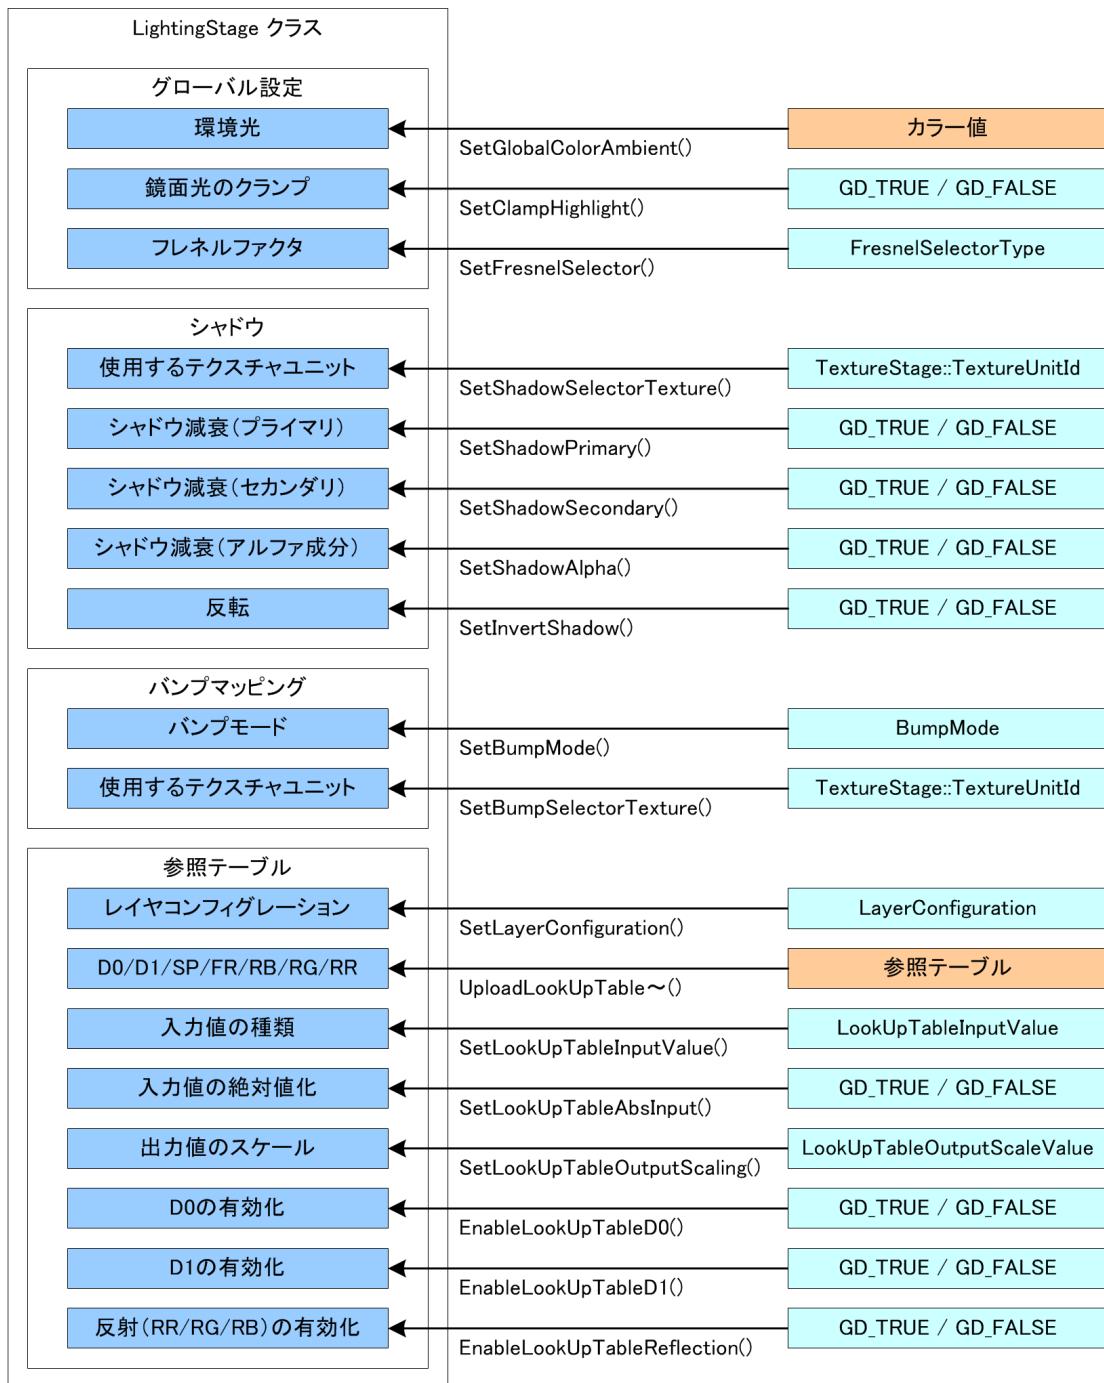 LightingStage クラス
グローバル設定
環境光
SetGlobalColorAmbient()
カラー値
鏡面光のクランプ
SetClampHighlight()
GD_TRUE / GD_FALSE
フレネルファクタ
SetFresnelSelector()
FresnelSelectorType
シャドウ
使用するテクスチャユニット
SetShadowSelectorTexture()
TextureStage::TextureUnitId
シャドウ減衰(プライマリ)
SetShadowPrimary()
GD_TRUE / GD_FALSE
シャドウ減衰(セカンダリ)
SetShadowSecondary()
GD_TRUE / GD_FALSE
シャドウ減衰(アルファ成分)
SetShadowAlpha()
GD_TRUE / GD_FALSE
反転
SetInvertShadow()
GD_TRUE / GD_FALSE
バンプマッピング
バンプモード
SetBumpMode()
BumpMode
使用するテクスチャユニット
SetBumpSelectorTexture()
TextureStage::TextureUnitId
参照テーブル
レイヤコンフィグレーション
SetLayerConfiguration()
LayerConfiguration
D0/D1/SP/FR/RB/RG/RR
UploadLookUpTable～()
参照テーブル
入力値の種類
SetLookUpTableInputValue()
LookUpTableInputValue
入力値の絶対値化
SetLookUpTableAbsInput()
GD_TRUE / GD_FALSE
出力値のスケール
SetLookUpTableOutputScaling()
LookUpTableOutputScaleValue
D0の有効化
EnableLookUpTableD0()
GD_TRUE / GD_FALSE
D1の有効化
EnableLookUpTableD1()
GD_TRUE / GD_FALSE
反射(RR/RG/RB)の有効化
EnableLookUpTableReflection()
GD_TRUE / GD_FALSE